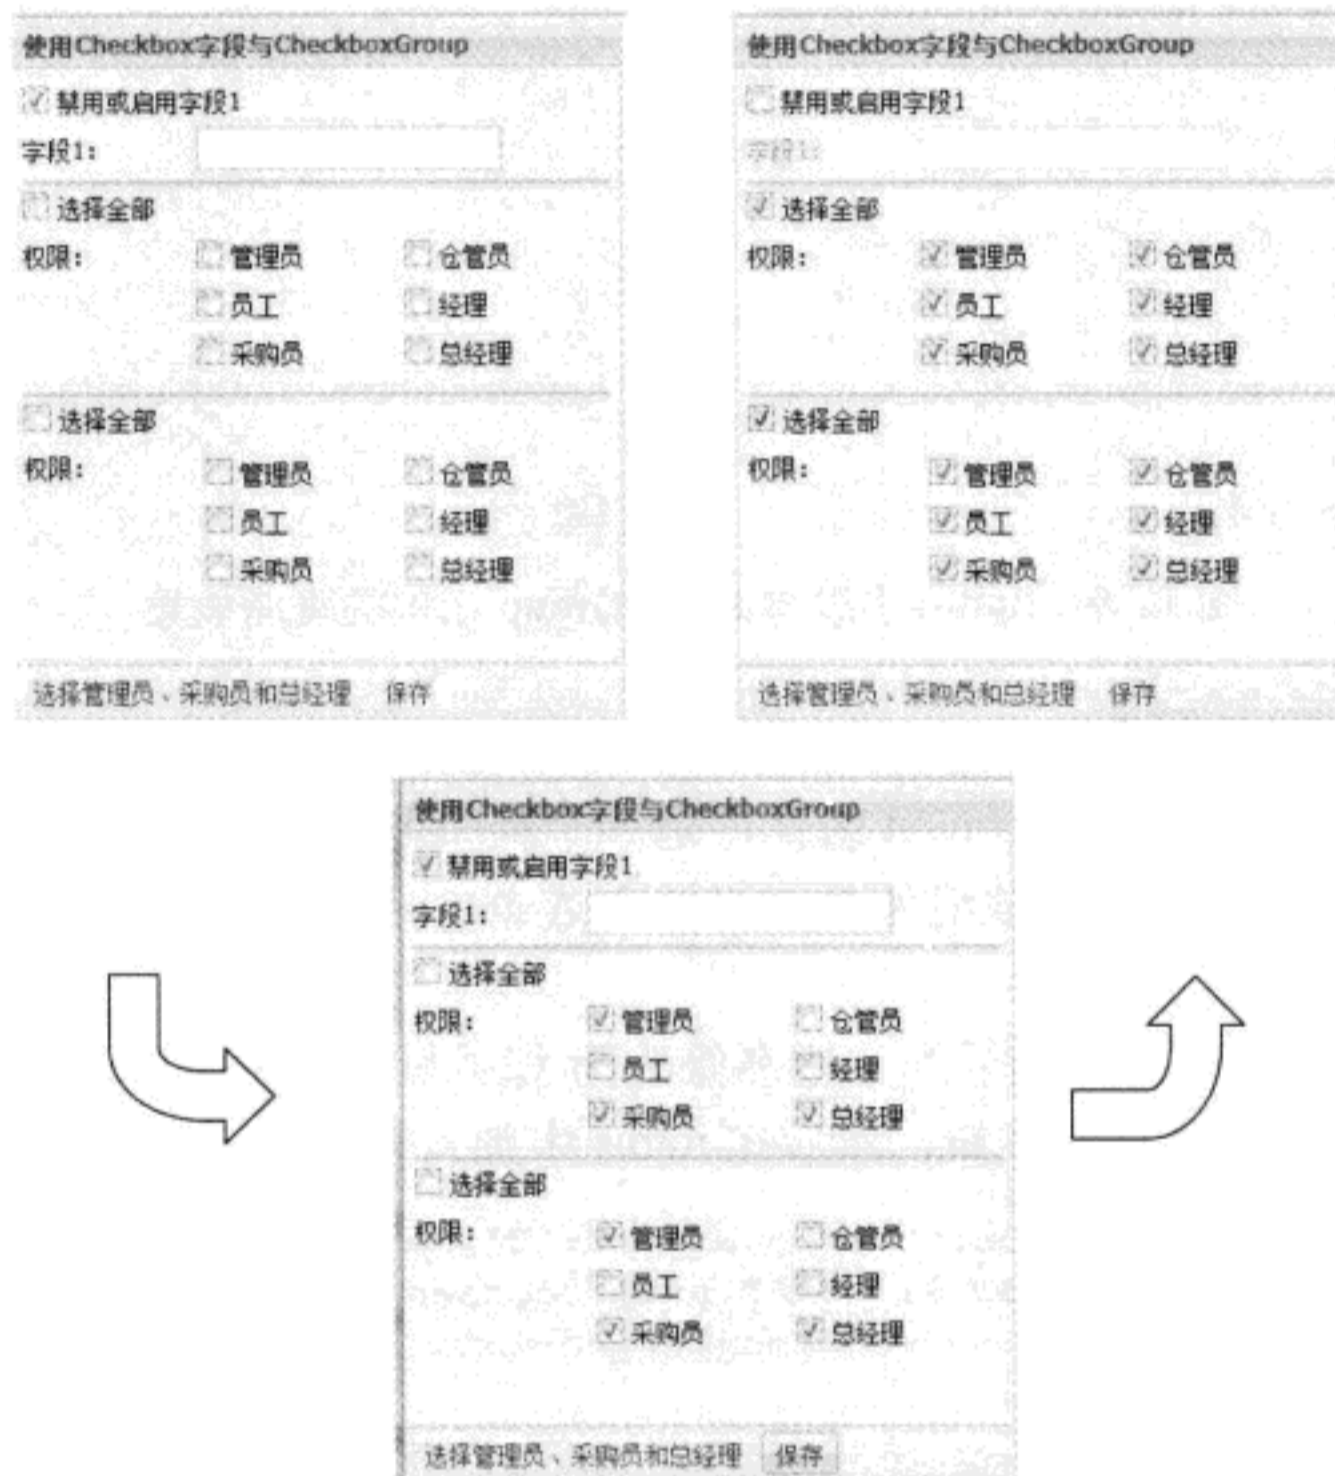 使用Checkbox字段与CheckboxGroup
禁用或启用字段1
字段1:
选择全部
权限: 管理员 仓管员
员工 经理
采购员 总经理
选择全部
权限: 管理员 仓管员
员工 经理
采购员 总经理
选择管理员、采购员和总经理 保存
使用Checkbox字段与CheckboxGroup
禁用或启用字段1
字段1:
选择全部
权限: 管理员 仓管员
员工 经理
采购员 总经理
选择全部
权限: 管理员 仓管员
员工 经理
采购员 总经理
选择管理员、采购员和总经理 保存
使用Checkbox字段与CheckboxGroup
禁用或启用字段1
字段1:
选择全部
权限: 管理员 仓管员
员工 经理
采购员 总经理
选择全部
权限: 管理员 仓管员
员工 经理
采购员 总经理
选择管理员、采购员和总经理 保存